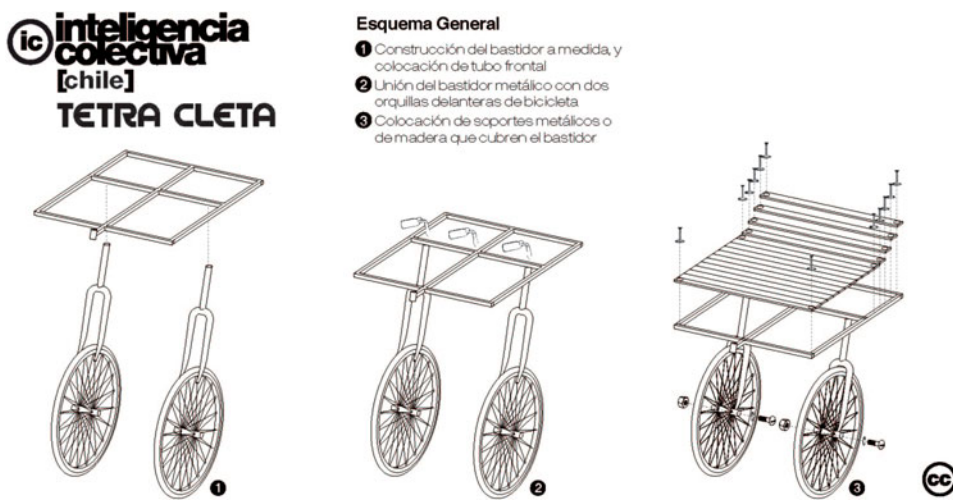 ic inteligencia
colectiva
[chile]
TETRA CLETA
Esquema General
1 Construcción del bastidor a medida, y
colocación de tubo frontal
2 Unión del bastidor metálico con dos
orquillas delanteras de bicicleta
3 Colocación de soportes metálicos o
de madera que cubren el bastidor
1
2
3
cc